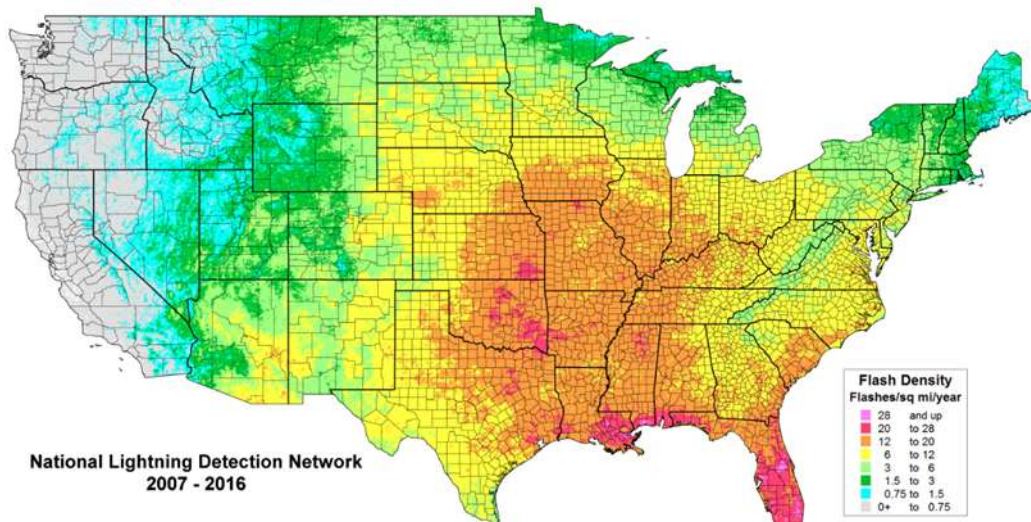 National Lightning Detection Network
2007 - 2016
Flash Density
Flashes/sq mi/year
28 and up
20 to 28
12 to 20
6 to 12
3 to 6
1.5 to 3
0.75 to 1.5
0+ to 0.75